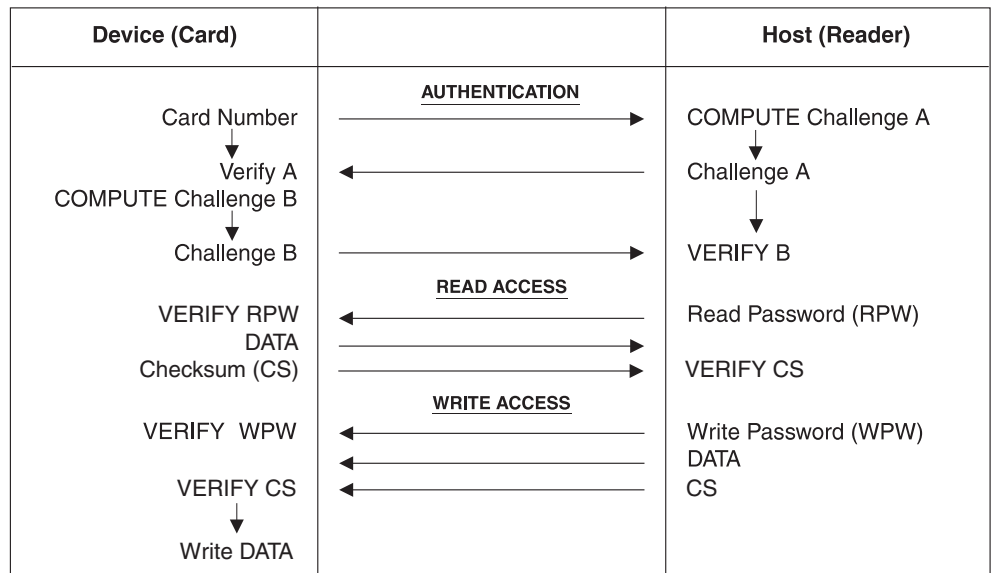 Device (Card) Host (Reader)
AUTHENTICATION
Card Number COMPUTE Challenge A
Verify A Challenge A
COMPUTE Challenge B
Challenge B VERIFY B
READ ACCESS
VERIFY RPW Read Password (RPW)
DATA
Checksum (CS) VERIFY CS
WRITE ACCESS
VERIFY WPW Write Password (WPW)
DATA
VERIFY CS CS
Write DATA